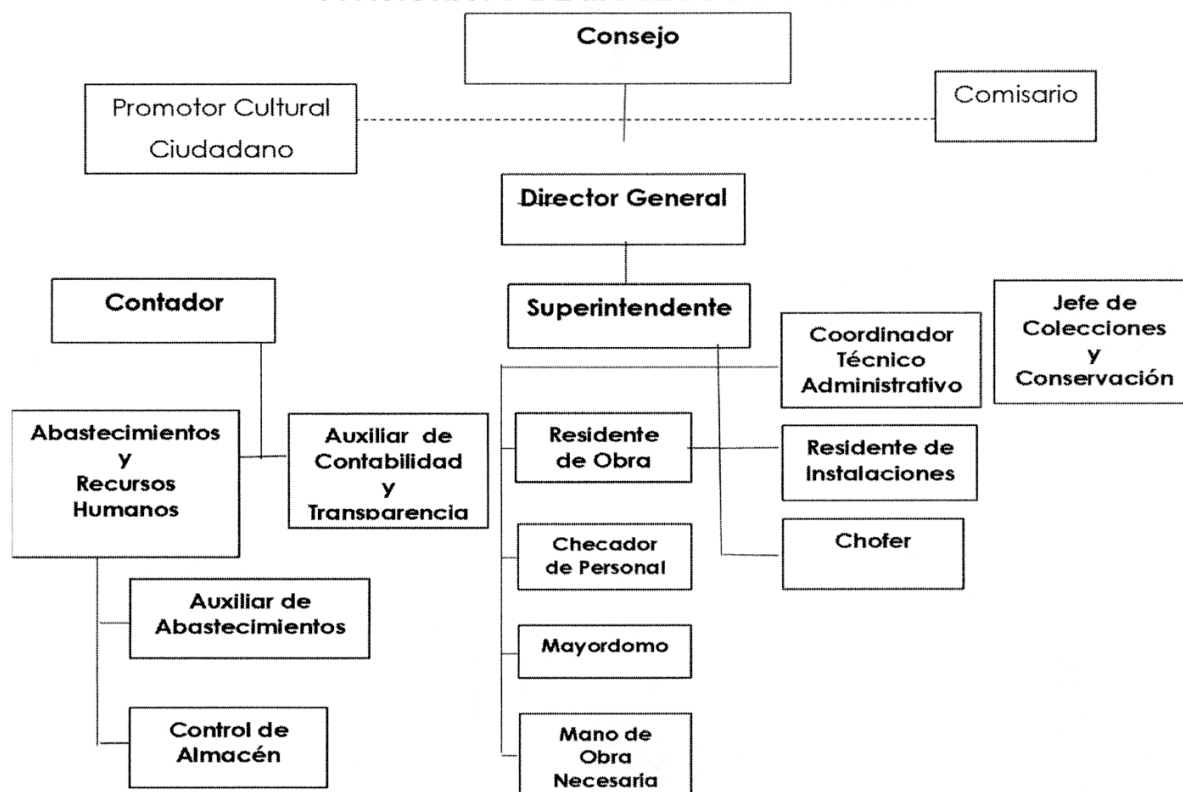 Consejo
Promotor Cultural
Ciudadano
Comisario
Director General
Contador
Superintendente
Jefe de
Colecciones
y
Conservación
Coordinador
Técnico
Administrativo
Abastecimientos
y
Recursos
Humanos
Auxiliar de
Contabilidad
y
Transparencia
Residente
de Obra
Residente de
Instalaciones
Checador
de Personal
Chofer
Auxiliar de
Abastecimientos
Mayordomo
Control de
Almacén
Mano de
Obra
Necesaria